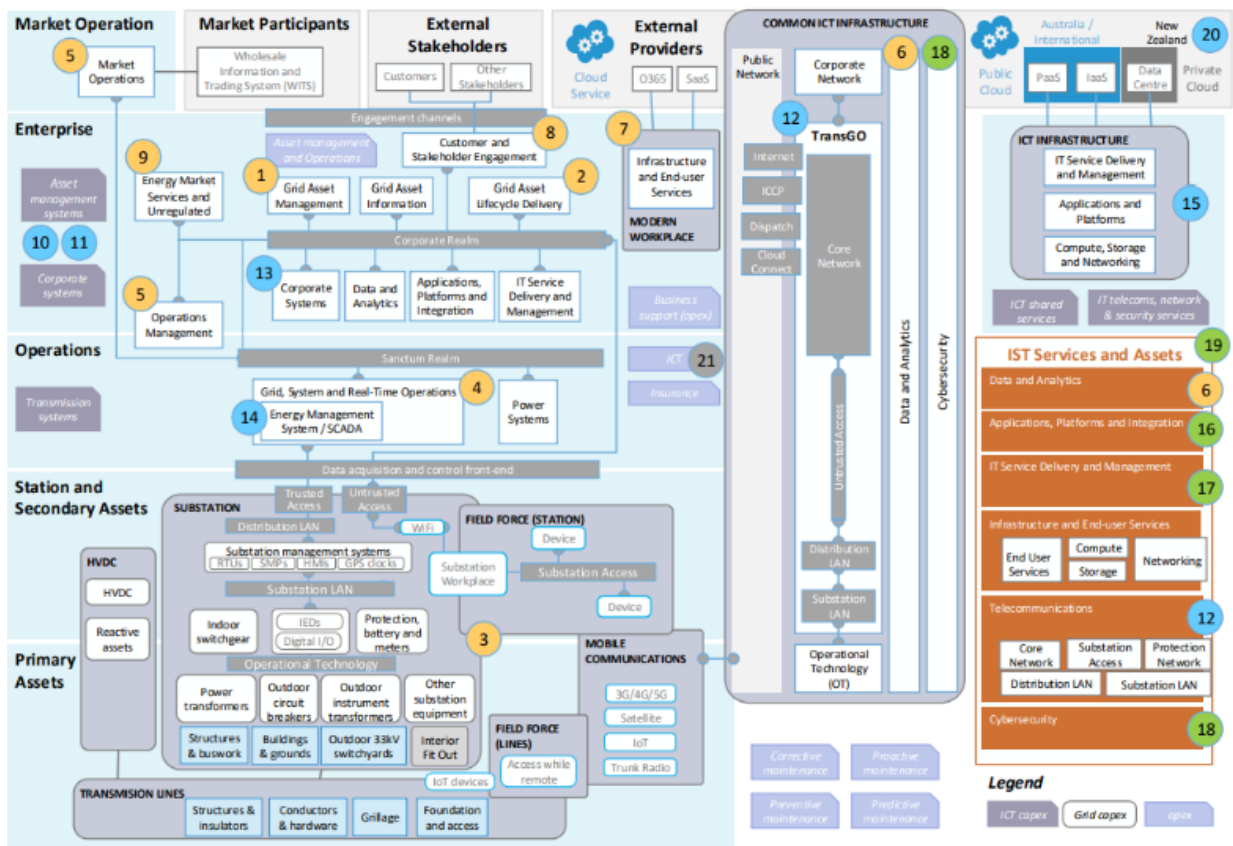 Market Operation
5
Market
Operations
Market Participants
Wholesale
Information and
Trading System (WITS)
External
Stakeholders
Customers
Other
Stakeholders
External
Providers
Cloud
Service
O365
SaaS
COMMON ICT INFRASTRUCTURE
Public
Network
Corporate
Network
6
18
Public
Cloud
Australia /
International
PaaS
IaaS
New
Zealand
20
Data
Centre
Private
Cloud
Enterprise
Engagement channels
Asset management
and Operations
8
Customer and
Stakeholder Engagement
7
Infrastructure
and End-user
Services
MODERN
WORKPLACE
9
Energy Market
Services and
Unregulated
1
Grid Asset
Management
Grid Asset
Information
2
Grid Asset
Lifecycle Delivery
Asset
management
systems
10
11
Corporate
systems
Corporate Realm
5
Operations
Management
13
Corporate
Systems
Data and
Analytics
Applications,
Platforms and
Integration
IT Service
Delivery and
Management
Business
support (opex)
12
TransGO
Internet
ICCP
Dispatch
Cloud
Connect
Core
Network
Untrusted Access
Distribution
LAN
Substation
LAN
Operational
Technology
(OT)
Data and Analytics
Cybersecurity
ICT INFRASTRUCTURE
IT Service Delivery
and Management
Applications and
Platforms
Compute, Storage
and Networking
15
ICT shared
services
IT telecoms, network
& security services
Operations
Sanctum Realm
ICT
21
Insurance
Transmission
systems
Grid, System and Real-Time Operations
4
14
Energy Management
System / SCADA
Power
Systems
Data acquisition and control front-end
Station and
Secondary Assets
SUBSTATION
Trusted
Access
Untrusted
Access
Distribution LAN
WiFi
Substation management systems
RTUs
SMPs
HMIs
GPS clocks
Substation LAN
Indoor
switchgear
IEDs
Digital I/O
Protection,
battery and
meters
3
FIELD FORCE (STATION)
Device
Substation
Workplace
Substation Access
Device
HVDC
HVDC
Reactive
assets
Primary
Assets
Operational Technology
Power
transformers
Outdoor
circuit
breakers
Outdoor
instrument
transformers
Other
substation
equipment
Structures
& buswork
Buildings
& grounds
Outdoor 33kV
switchyards
Interior
Fit Out
MOBILE
COMMUNICATIONS
3G/4G/5G
Satellite
IoT
Trunk Radio
FIELD FORCE
(LINES)
Access while
remote
IoT devices
TRANSMISION LINES
Structures &
insulators
Conductors
& hardware
Grillage
Foundation
and access
Corrective
maintenance
Proactive
maintenance
Preventive
maintenance
Predictive
maintenance
IST Services and Assets
19
Data and Analytics
6
Applications, Platforms and Integration
16
IT Service Delivery and Management
17
Infrastructure and End-user Services
End User
Services
Compute
Storage
Networking
Telecommunications
12
Core
Network
Substation
Access
Protection
Network
Distribution LAN
Substation LAN
Cybersecurity
18
Legend
ICT capex
Grid capex
opex